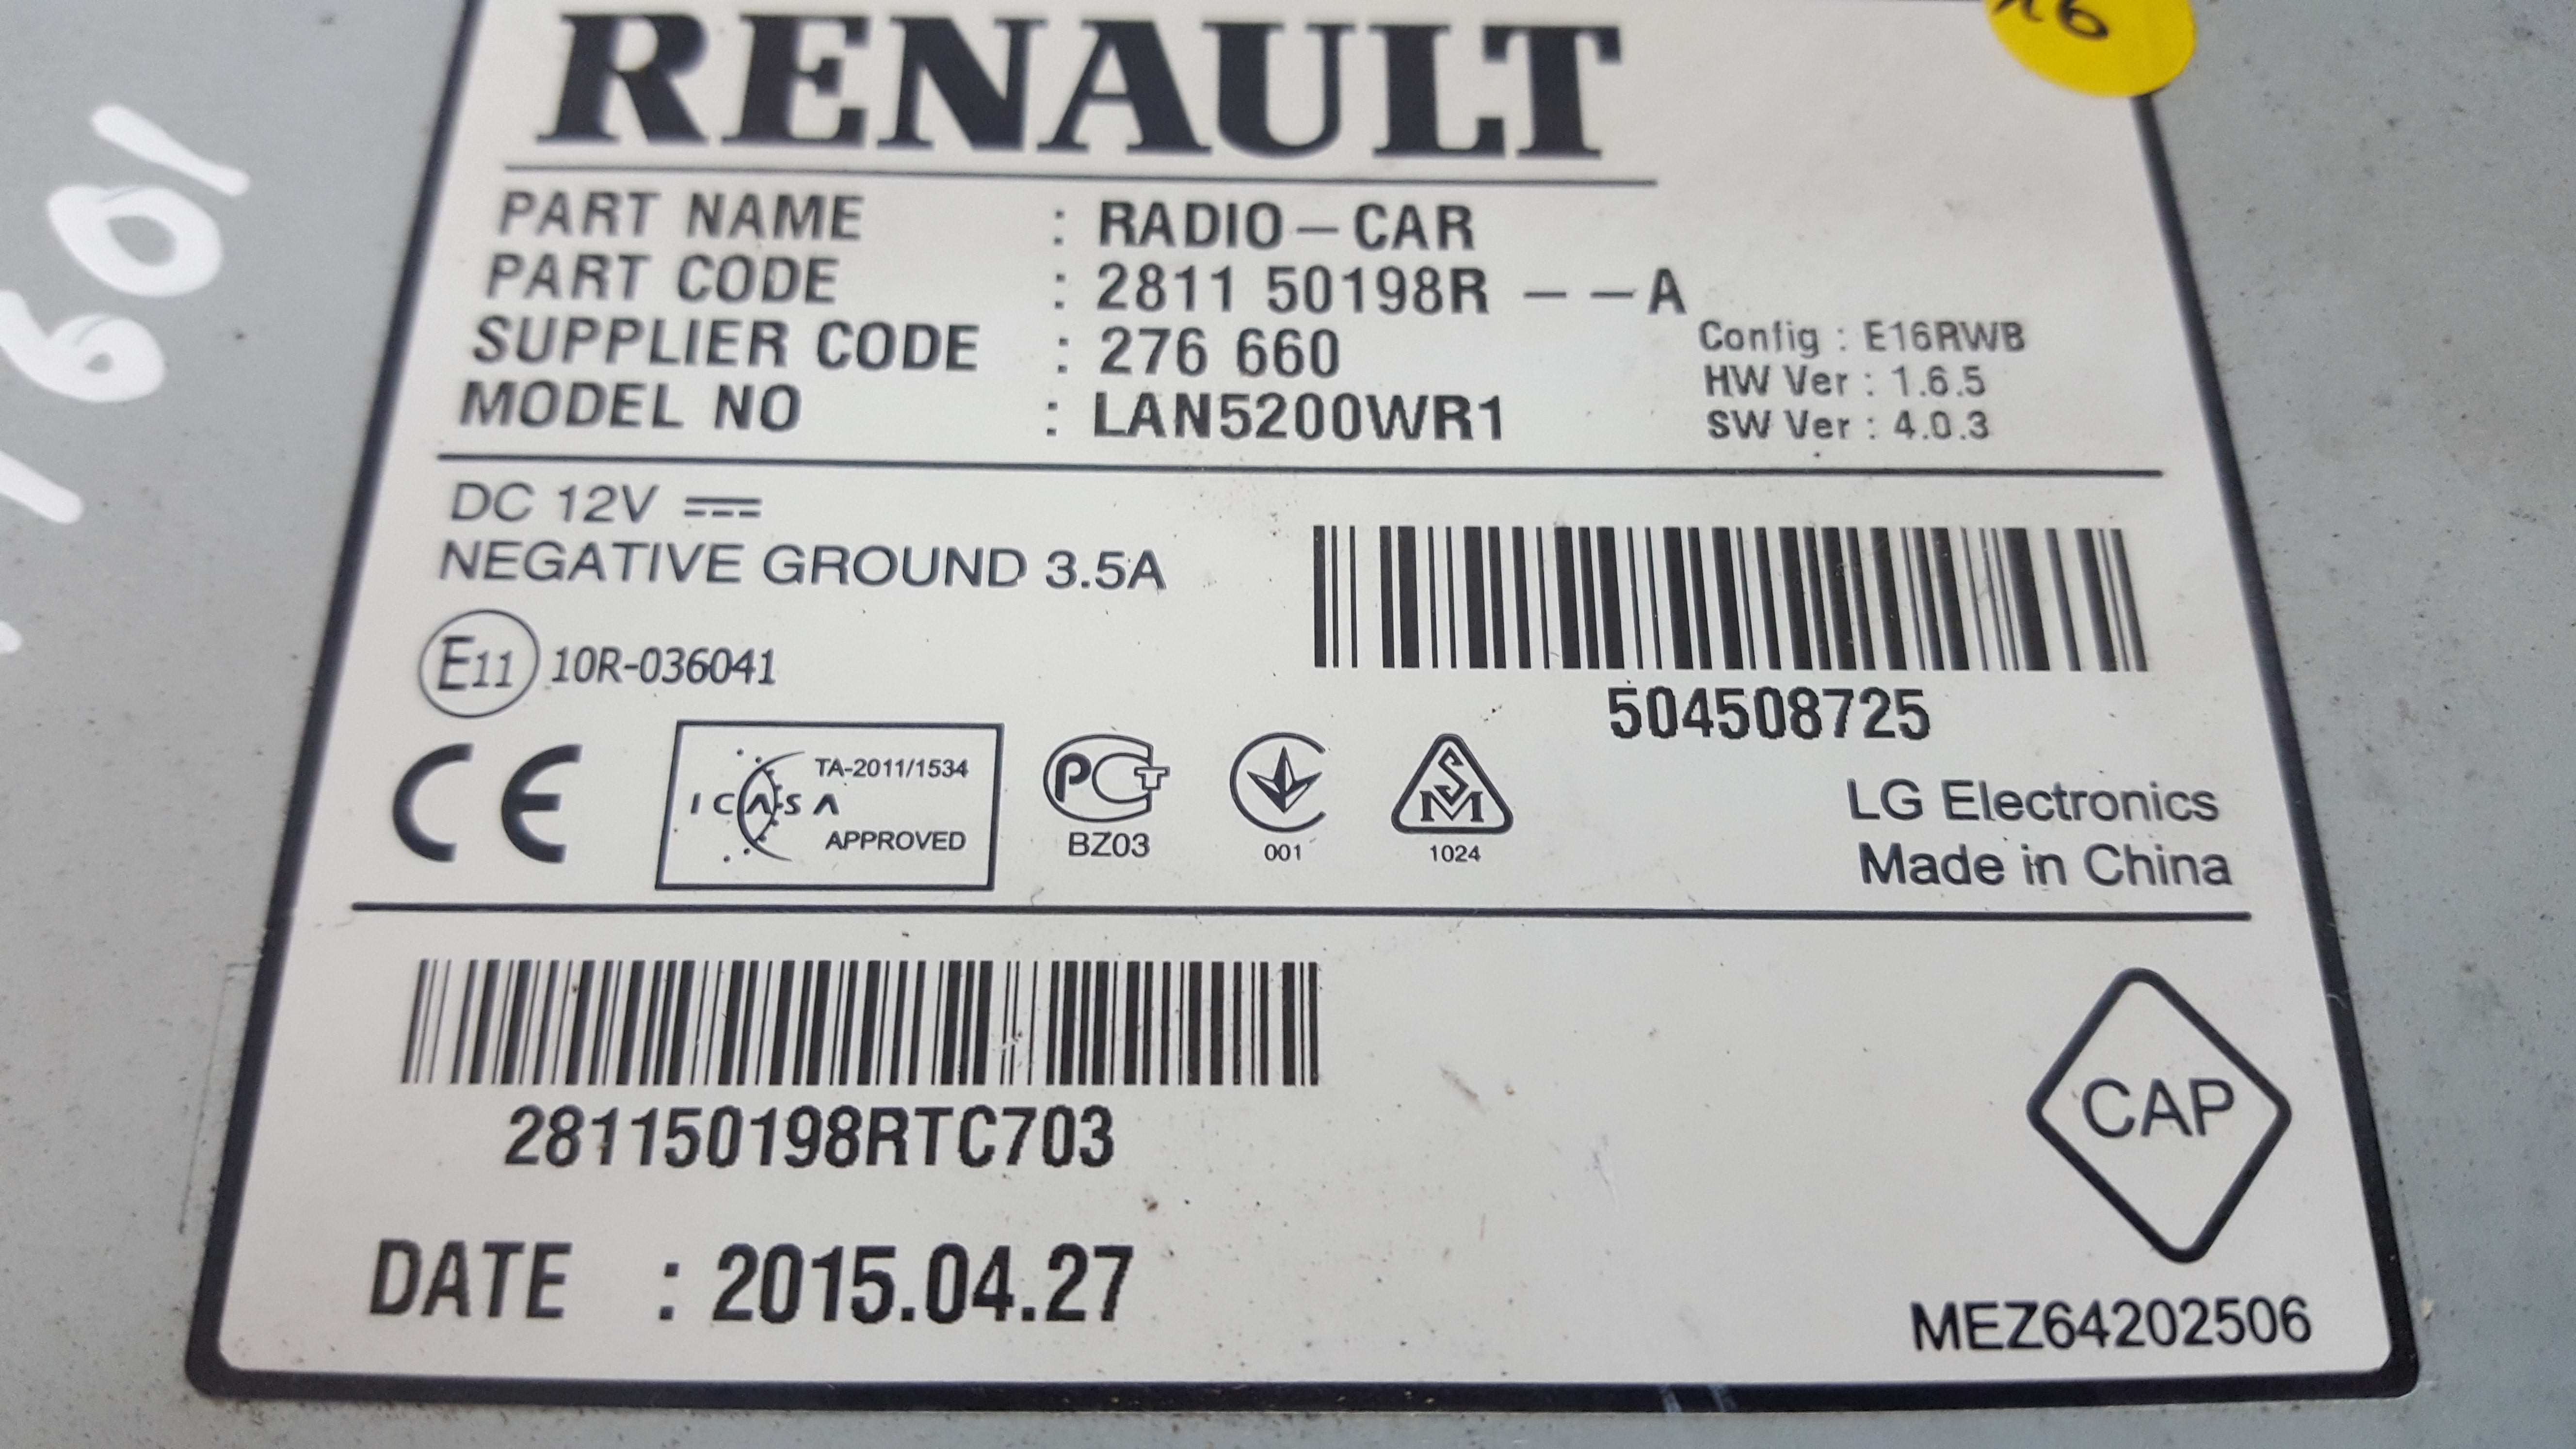 RENAULT
PART NAME : RADIO-CAR
PART CODE : 2811 50198R - -A
SUPPLIER CODE : 276 660
MODEL NO : LAN5200WR1
Config : E16RWB
HW Ver : 1.6.5
SW Ver : 4.0.3
DC 12V
NEGATIVE GROUND 3.5A
E11 10R-036041
504508725
CE
ICASA
TA-2011/1534
APPROVED
РСТ
BZ03
001
SM
1024
LG Electronics
Made in China
281150198RTC703
CAP
DATE : 2015.04.27
MEZ64202506